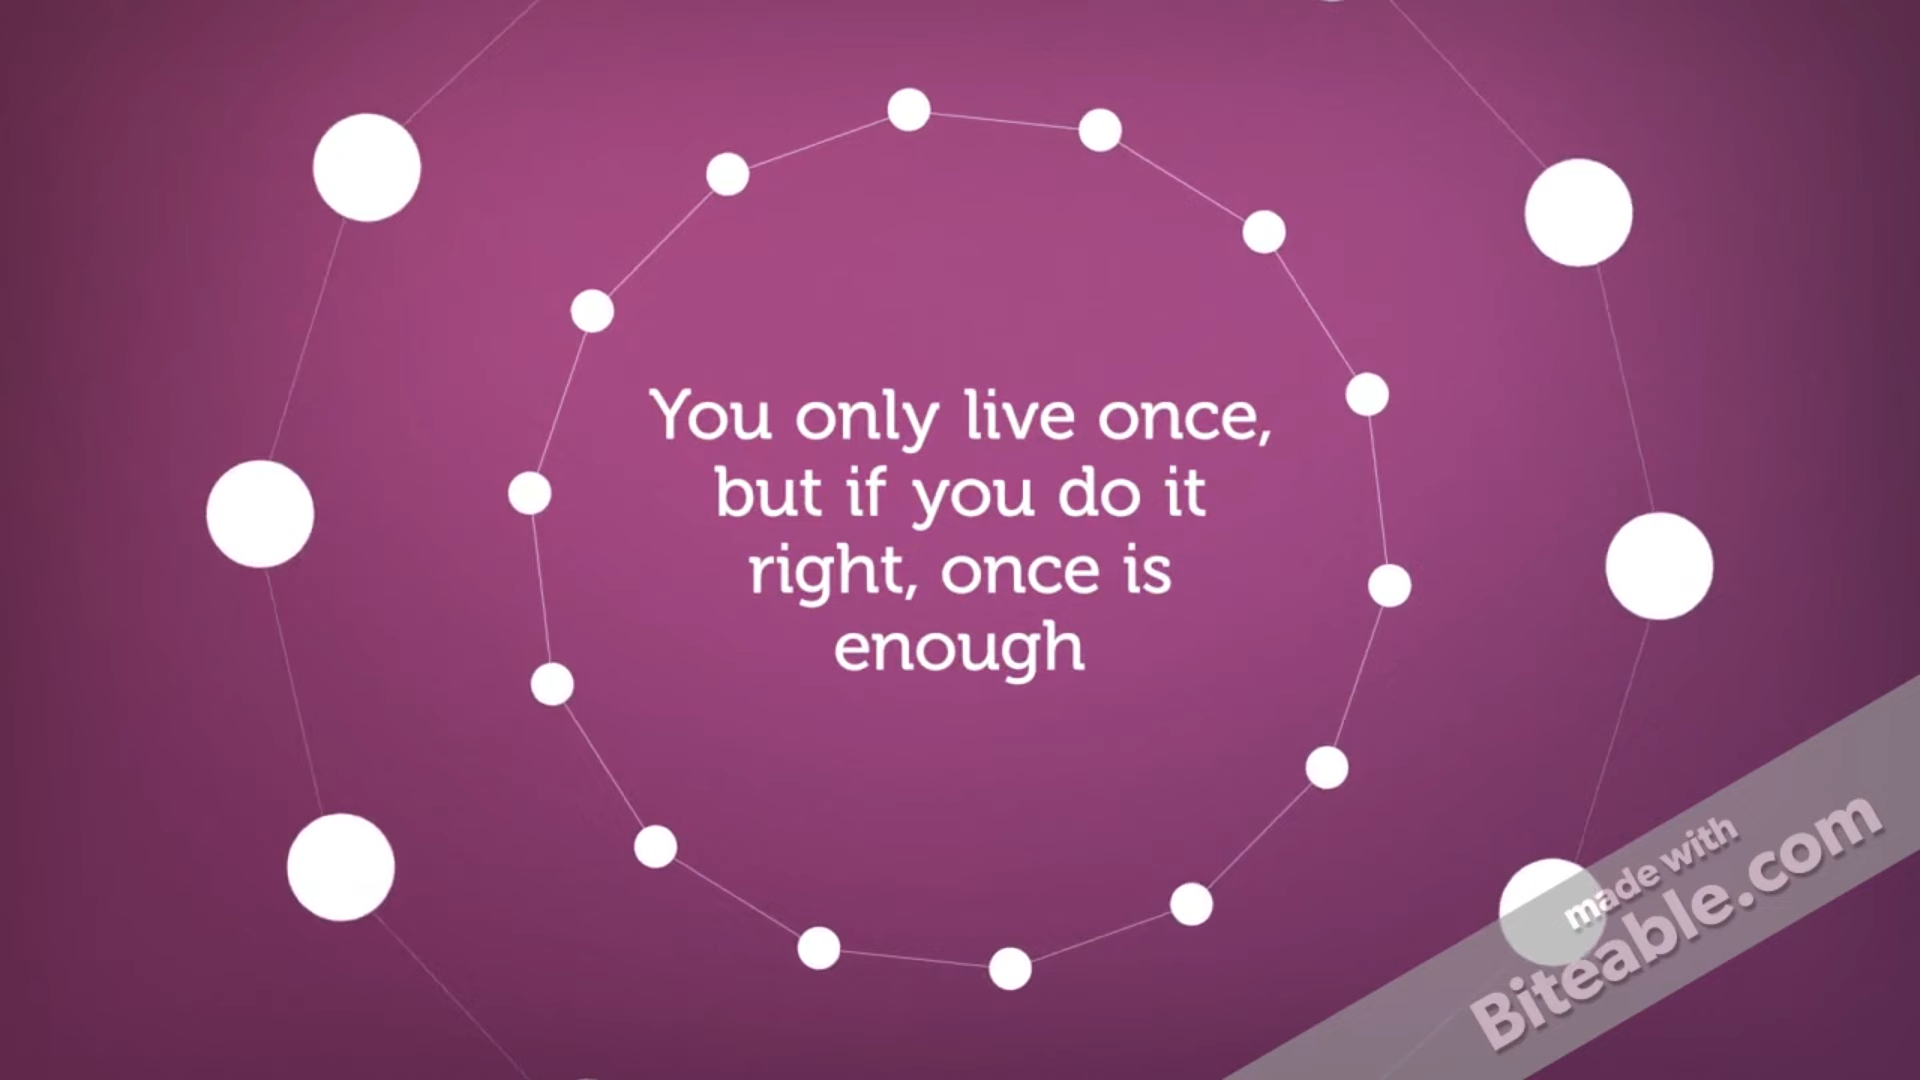 You only live once,
but if you do it
right, once is
enough
made with
Biteable.com